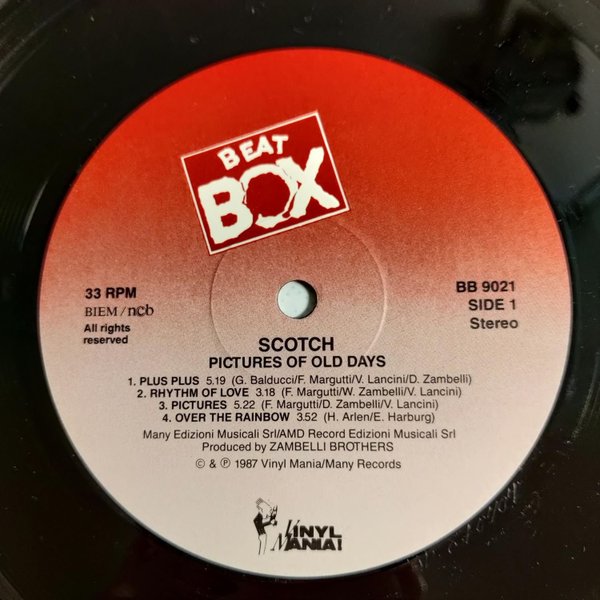 BEAT
BOX
33 RPM
BIEM/ncb
All rights
reserved
BB 9021
SIDE 1
Stereo
SCOTCH
PICTURES OF OLD DAYS
1. PLUS PLUS 5.19 (G. Balducci/F. Margutti/V. Lancini/D. Zambelli)
2. RHYTHM OF LOVE 3.18 (F. Margutti/W. Zambelli/V. Lancini)
3. PICTURES 5.22 (F. Margutti/D. Zambelli/V. Lancini)
4. OVER THE RAINBOW 3.52 (H. Arlen/E. Harburg)
Many Edizioni Musicali Srl/AMD Record Edizioni Musicali Srl
Produced by ZAMBELLI BROTHERS
© & ℗ 1987 Vinyl Mania/Many Records
VINYL
MANIA!